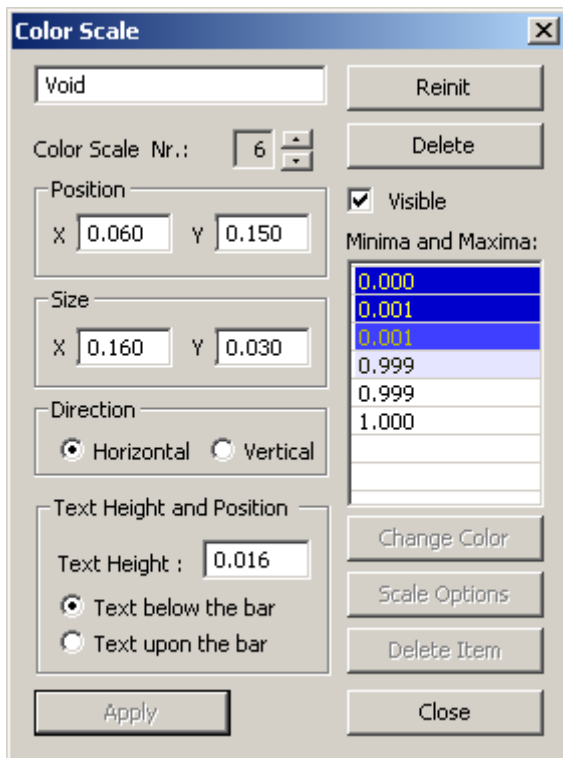 Color Scale
Void
Reinit
Color Scale Nr.: 6
Delete
Position
X 0.060 Y 0.150
Visible
Minima and Maxima:
0.000
0.001
0.001
0.999
0.999
1.000
Size
X 0.160 Y 0.030
Direction
Horizontal Vertical
Text Height and Position
Text Height : 0.016
Text below the bar
Text upon the bar
Change Color
Scale Options
Delete Item
Apply
Close